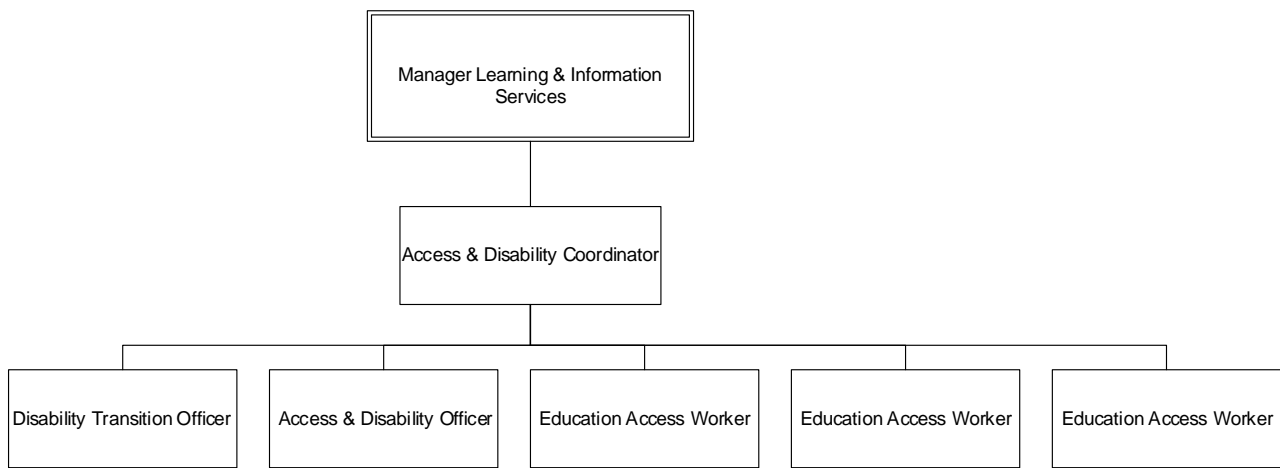 Manager Learning & Information
Services
Access & Disability Coordinator
Disability Transition Officer
Access & Disability Officer
Education Access Worker
Education Access Worker
Education Access Worker